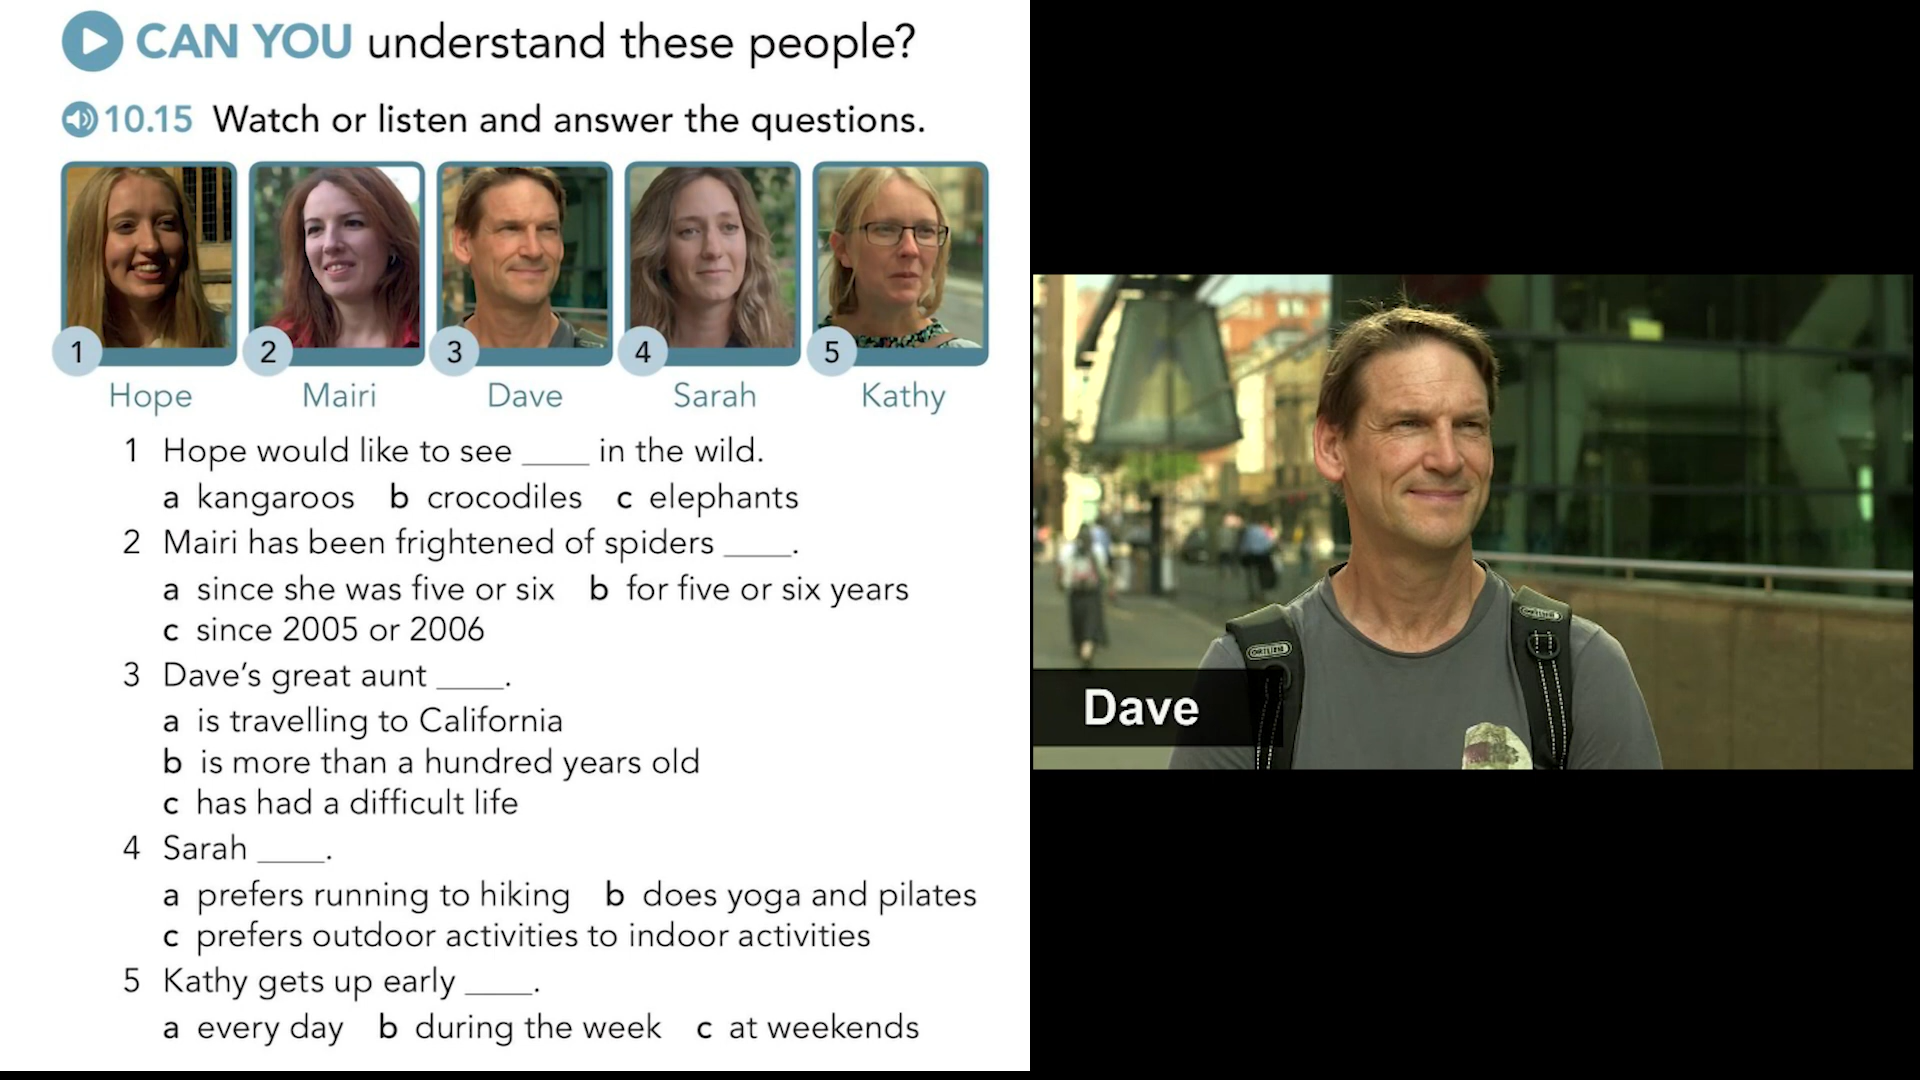 CAN YOU understand these people?
10.15 Watch or listen and answer the questions.
1 2 3 4 5
Hope Mairi Dave Sarah Kathy
1 Hope would like to see ____ in the wild.
a kangaroos b crocodiles c elephants
2 Mairi has been frightened of spiders ____.
a since she was five or six b for five or six years
c since 2005 or 2006
3 Dave’s great aunt ____.
a is travelling to California
b is more than a hundred years old
c has had a difficult life
4 Sarah ____.
a prefers running to hiking b does yoga and pilates
c prefers outdoor activities to indoor activities
5 Kathy gets up early ____.
a every day b during the week c at weekends
ORTLIEB
ORTLIEB
Dave